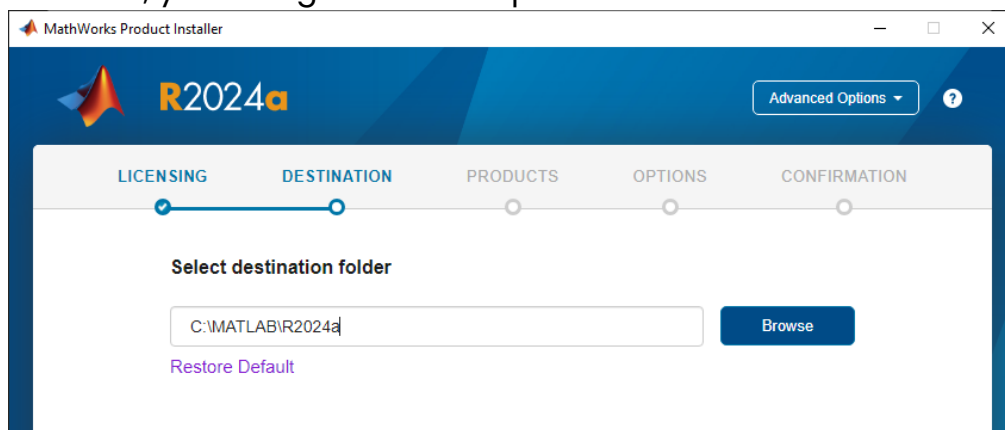 MathWorks Product Installer
R2024a
Advanced Options
?
LICENSING DESTINATION PRODUCTS OPTIONS CONFIRMATION
Select destination folder
C:\MATLAB\R2024a
Browse
Restore Default